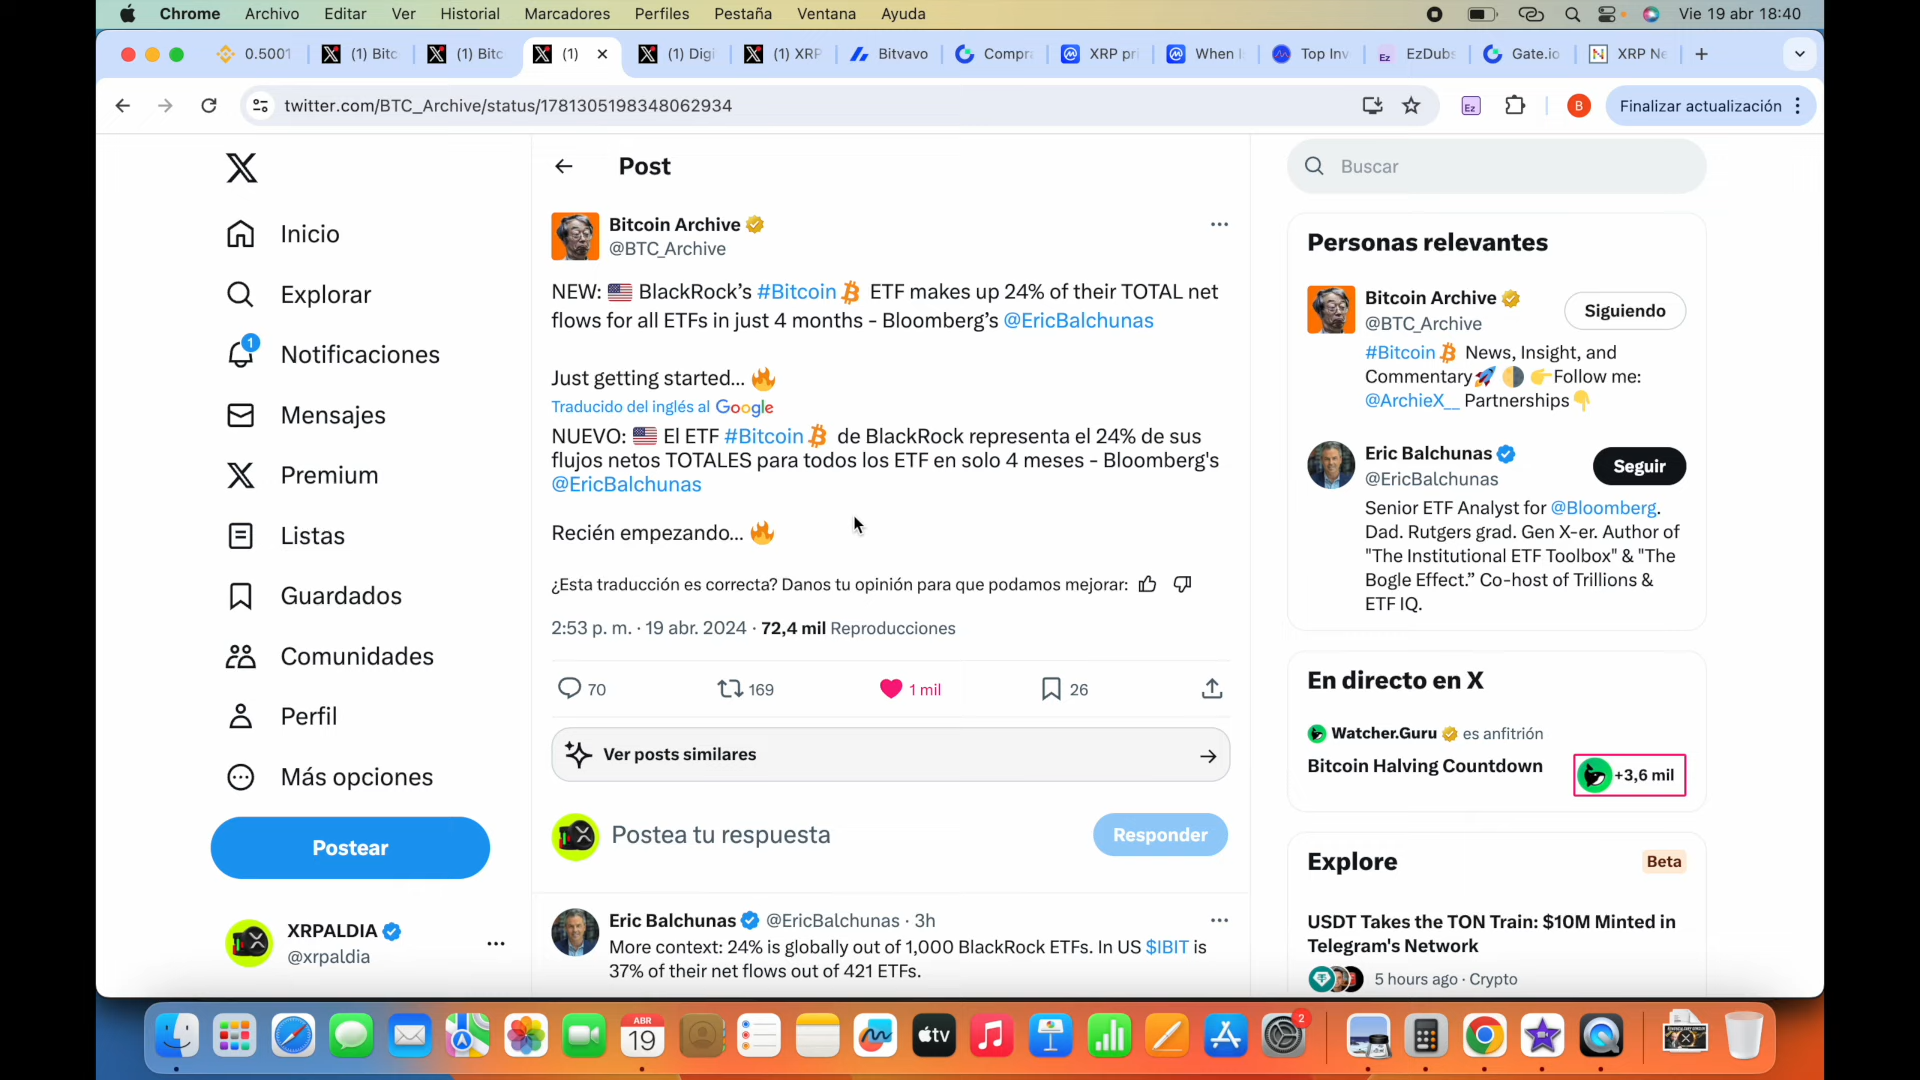 Chrome Archivo Editar Ver Historial Marcadores Perfiles Pestaña Ventana Ayuda
Vie 19 abr 18:40
0.5001 (1) Bitc (1) Bitc (1) (1) Digi (1) XRP Bitvavo Compra XRP pri When I Top Inv EzDubs Gate.io XRP Ne
twitter.com/BTC_Archive/status/1781305198348062934
Ez
B
Finalizar actualización
Inicio
Explorar
1
Notificaciones
Mensajes
Premium
Listas
Guardados
Comunidades
Perfil
Más opciones
Postear
XRPALDIA
@xrpaldia
Post
Bitcoin Archive
@BTC_Archive
NEW: 🇺🇸 BlackRock's #Bitcoin ETF makes up 24% of their TOTAL net
flows for all ETFs in just 4 months - Bloomberg's @EricBalchunas
Just getting started... 🔥
Traducido del inglés al Google
NUEVO: 🇺🇸 El ETF #Bitcoin de BlackRock representa el 24% de sus
flujos netos TOTALES para todos los ETF en solo 4 meses - Bloomberg's
@EricBalchunas
Recién empezando... 🔥
¿Esta traducción es correcta? Danos tu opinión para que podamos mejorar:
2:53 p. m. · 19 abr. 2024 · 72,4 mil Reproducciones
70 169 1 mil 26
Ver posts similares
Postea tu respuesta
Responder
Eric Balchunas @EricBalchunas · 3h
More context: 24% is globally out of 1,000 BlackRock ETFs. In US $IBIT is
37% of their net flows out of 421 ETFs.
Buscar
Personas relevantes
Bitcoin Archive
@BTC_Archive
Siguiendo
#Bitcoin News, Insight, and
Commentary🚀 🌗 👉Follow me:
@ArchieX__ Partnerships👇
Eric Balchunas
@EricBalchunas
Seguir
Senior ETF Analyst for @Bloomberg.
Dad. Rutgers grad. Gen X-er. Author of
"The Institutional ETF Toolbox" & "The
Bogle Effect." Co-host of Trillions &
ETF IQ.
En directo en X
Watcher.Guru es anfitrión
Bitcoin Halving Countdown
+3,6 mil
Explore
Beta
USDT Takes the TON Train: $10M Minted in
Telegram's Network
5 hours ago · Crypto
ABR
19
tv
2